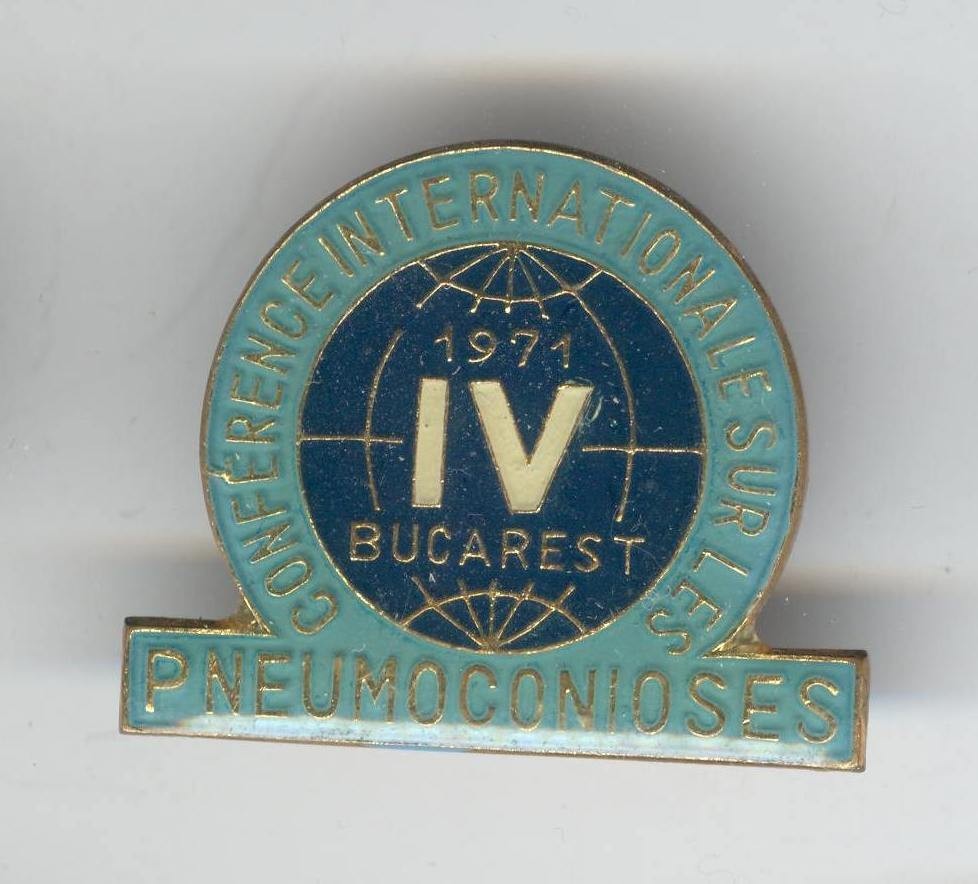 CONFERENCE INTERNATIONALE SUR LES
PNEUMOCONIOSES
1971
IV
BUCAREST